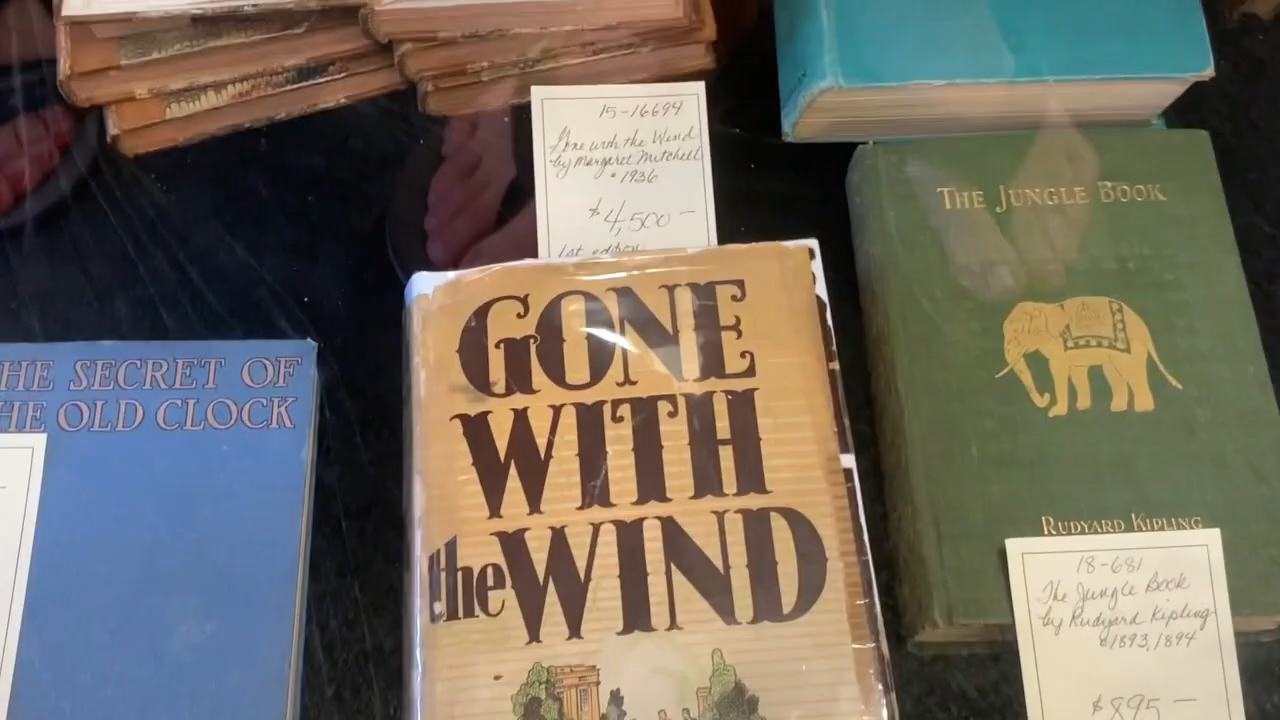 15-16694
Gone with the Wind
by Margaret Mitchell
©1936
$4,500-
1st edition
GONE
WITH
the WIND
THE JUNGLE BOOK
RUDYARD KIPLING
18-681
The Jungle Book
by Rudyard Kipling
©1893, 1894
$895-
HE SECRET OF
HE OLD CLOCK